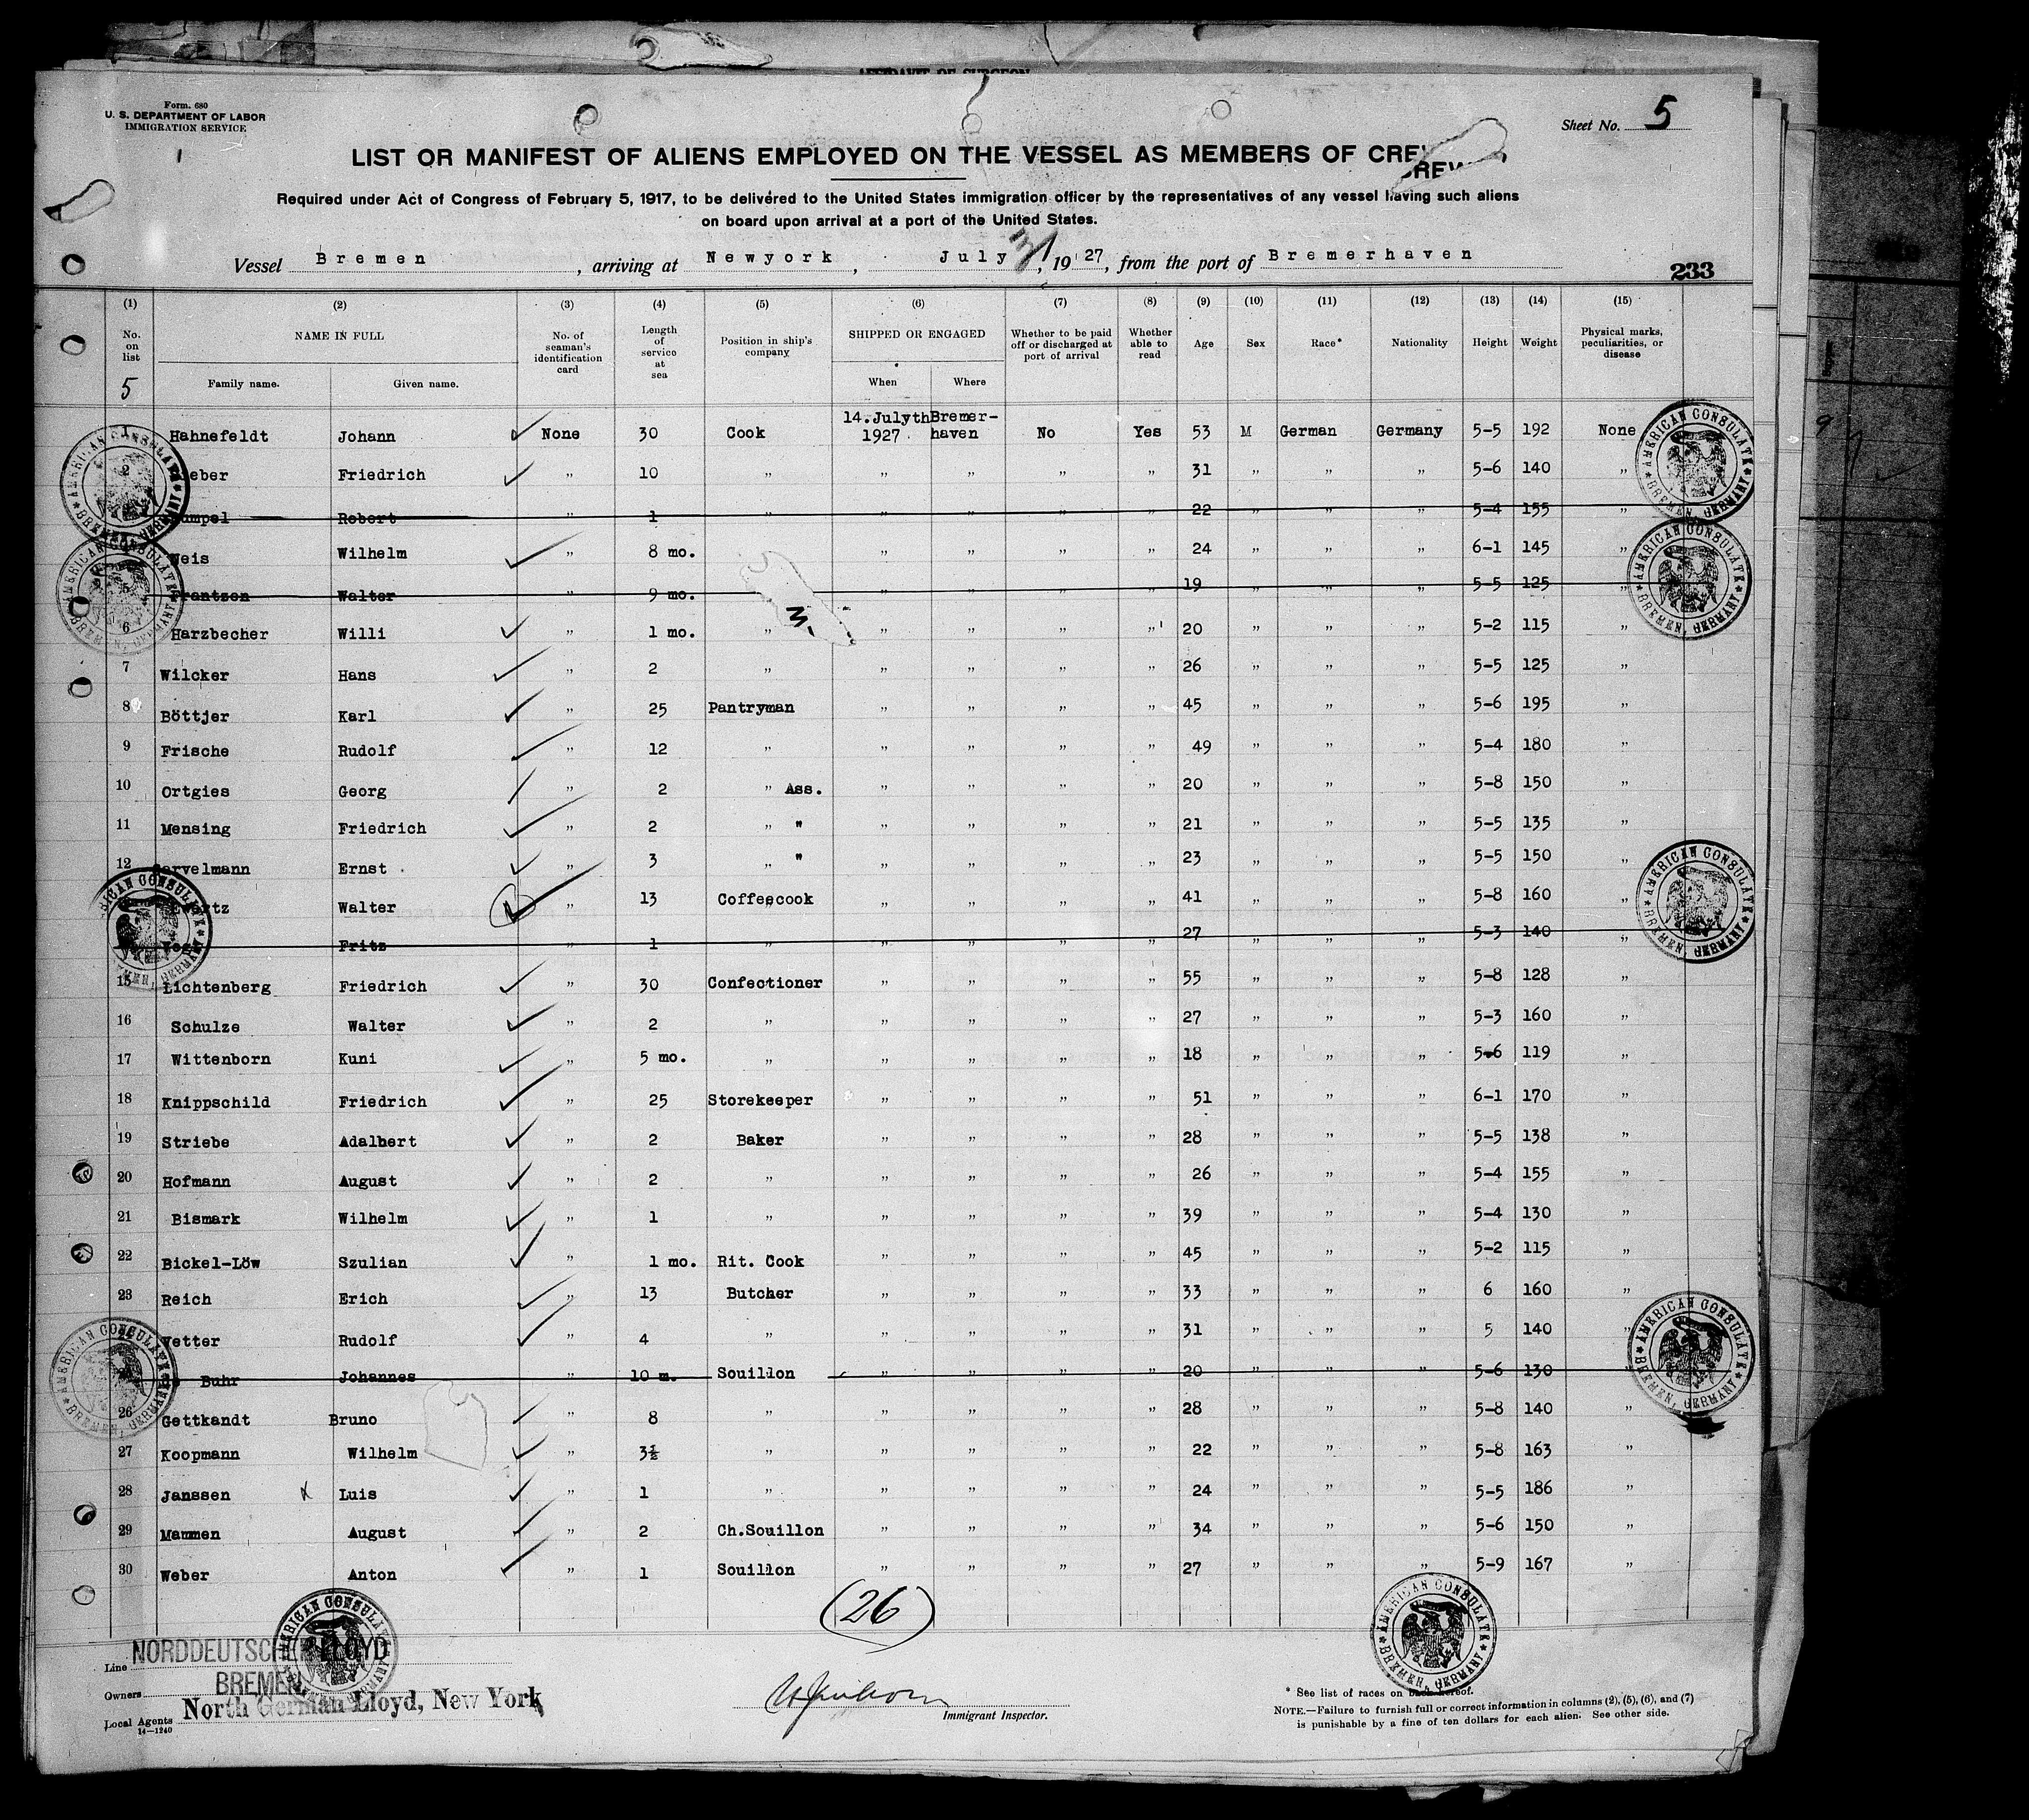 AFFIDAVIT OF SURGEON
Form. 680
U. S. DEPARTMENT OF LABOR
IMMIGRATION SERVICE
Sheet No. 5
LIST OR MANIFEST OF ALIENS EMPLOYED ON THE VESSEL AS MEMBERS OF CREW
Required under Act of Congress of February 5, 1917, to be delivered to the United States immigration officer by the representatives of any vessel having such aliens
on board upon arrival at a port of the United States.
Vessel Bremen, arriving at Newyork, July, 1927, from the port of Bremerhaven
233
(1) (2) (3) (4) (5) (6) (7) (8) (9) (10) (11) (12) (13) (14) (15)
No. on list NAME IN FULL No. of seaman's identification card Length of service at sea Position in ship's company SHIPPED OR ENGAGED Whether to be paid off or discharged at port of arrival Whether able to read Age Sex Race* Nationality Height Weight Physical marks, peculiarities, or disease
5 Family name. Given name. When Where
1 Hahnefeldt Johann None 30 Cook 14.Julyth 1927. Bremer-haven No Yes 53 M German Germany 5-5 192 None
2 eber Friedrich " 10 " " " " " 31 " " " 5-6 140 "
umpel Robert " 1 " " " " " 22 " " " 5-4 155 "
Weis Wilhelm " 8 mo. " " " " 24 " " " 6-1 145 "
rantzen Walter " 9 mo. " " " " 19 " " " 5-5 125 "
6 Harzbecher Willi " 1 mo. " " " " " 20 " " " 5-2 115 "
7 Wilcker Hans " 2 " " " " " 26 " " " 5-5 125 "
8 Böttjer Karl " 25 Pantryman " " " " 45 " " " 5-6 195 "
9 Frische Rudolf " 12 " " " " " 49 " " " 5-4 180 "
10 Ortgies Georg " 2 " Ass. " " " " 20 " " " 5-8 150 "
11 Mensing Friedrich " 2 " " " " " " 21 " " " 5-5 135 "
12 arvelmann Ernst " 3 " " " " " " 23 " " " 5-5 150 "
Walter " 13 Coffeecook " " " " 41 " " " 5-8 160 "
Fritz " 1 " " " " " 27 " " " 5-3 140 "
15 Lichtenberg Friedrich " 30 Confectioner " " " " 55 " " " 5-8 128 "
16 Schulze Walter " 2 " " " " " 27 " " " 5-3 160 "
17 Wittenborn Kuni " 5 mo. " " " " " 18 " " " 5-6 119 "
18 Knippschild Friedrich " 25 Storekeeper " " " " 51 " " " 6-1 170 "
19 Striebe Adalbert " 2 Baker " " " " 28 " " " 5-5 138 "
20 Hofmann August " 2 " " " " " 26 " " " 5-4 155 "
21 Bismark Wilhelm " 1 " " " " " 39 " " " 5-4 130 "
22 Bickel-Löw Szulian " 1 mo. Rit. Cook " " " " 45 " " " 5-2 115 "
23 Reich Erich " 13 Butcher " " " " 33 " " " 6 160 "
24 Vetter Rudolf " 4 " " " " " 31 " " " 5 140 "
Buhr Johannes " 10 m. Souillon " " " " 20 " " " 5-6 130 "
26 Gettkandt Bruno " 8 " " " " " 28 " " " 5-8 140 "
27 Koopmann Wilhelm " 3½ " " " " " 22 " " " 5-8 163 "
28 Janssen Luis " 1 " " " " " 24 " " " 5-5 186 "
29 Mammen August " 2 Ch.Souillon " " " " 34 " " " 5-6 150 "
30 Weber Anton " 1 Souillon " " " " 27 " " " 5-9 167 "
(26)
AMERICAN CONSULATE BREMEN, GERMANY
Line NORDDEUTSCHER LLOYD
BREMEN
Owners
Local Agents North German Lloyd, New York
14-1240
Immigrant Inspector.
* See list of races on back hereof.
NOTE.—Failure to furnish full or correct information in columns (2), (5), (6), and (7)
is punishable by a fine of ten dollars for each alien. See other side.